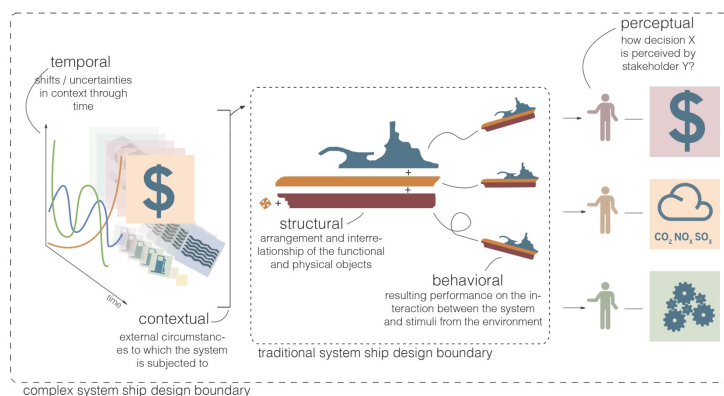 temporal
shifts / uncertainties
in context through
time
$
time
contextual
external circumstanc-
es to which the system
is subjected to
structural
arrangement and interre-
lationship of the functional
and physical objects
+
+
+
behavioral
resulting performance on the in-
teraction between the system
and stimuli from the environment
traditional system ship design boundary
perceptual
how decision X
is perceived by
stakeholder Y?
$
CO₂ NOₓ SOₓ
complex system ship design boundary